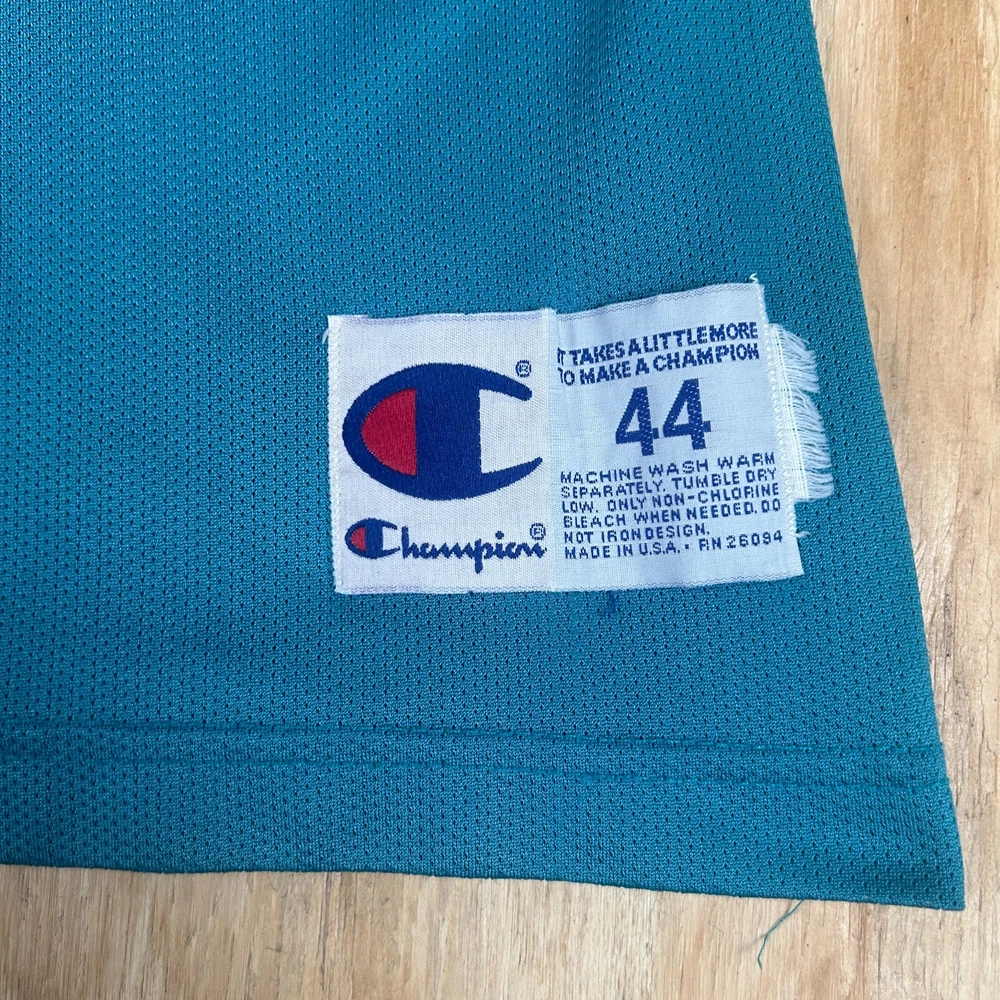 ®
Champion®
IT TAKES A LITTLE MORE
TO MAKE A CHAMPION
44
MACHINE WASH WARM
SEPARATELY. TUMBLE DRY
LOW. ONLY NON-CHLORINE
BLEACH WHEN NEEDED. DO
NOT IRON DESIGN.
MADE IN U.S.A. • RN 26094